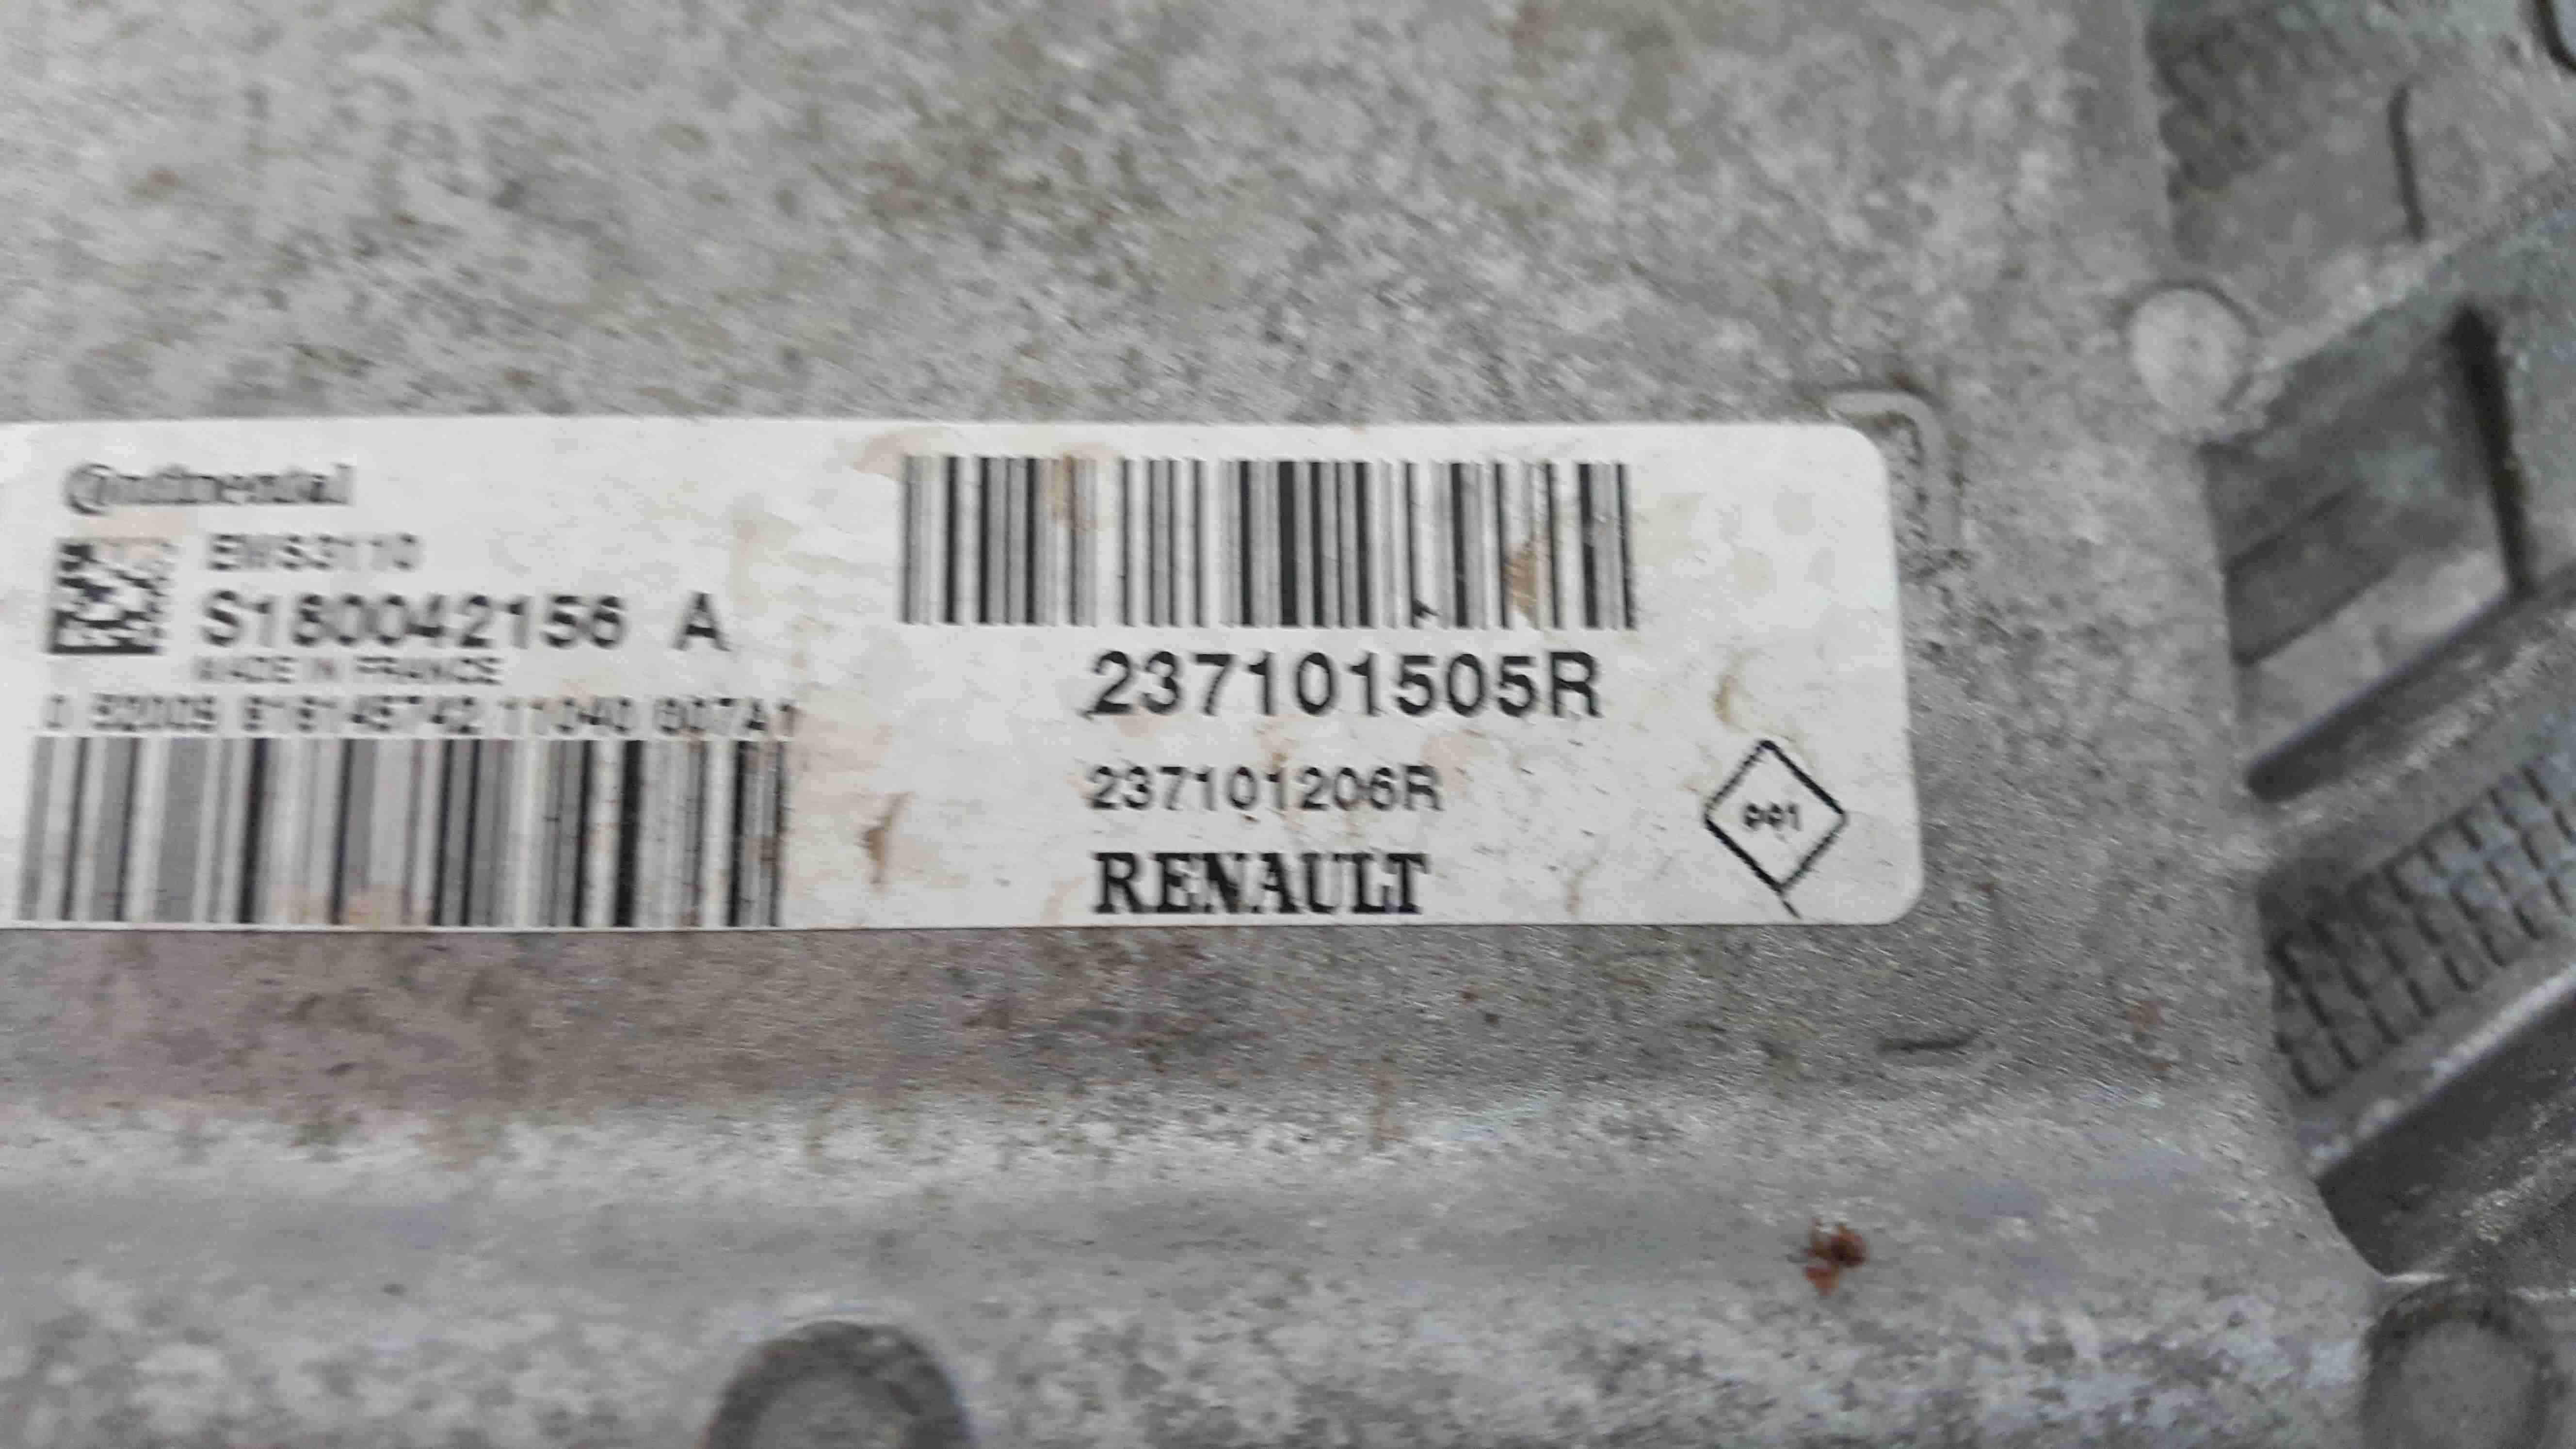 Continental
EMS3110
S180042156 A
MADE IN FRANCE
237101505R
237101206R
RENAULT